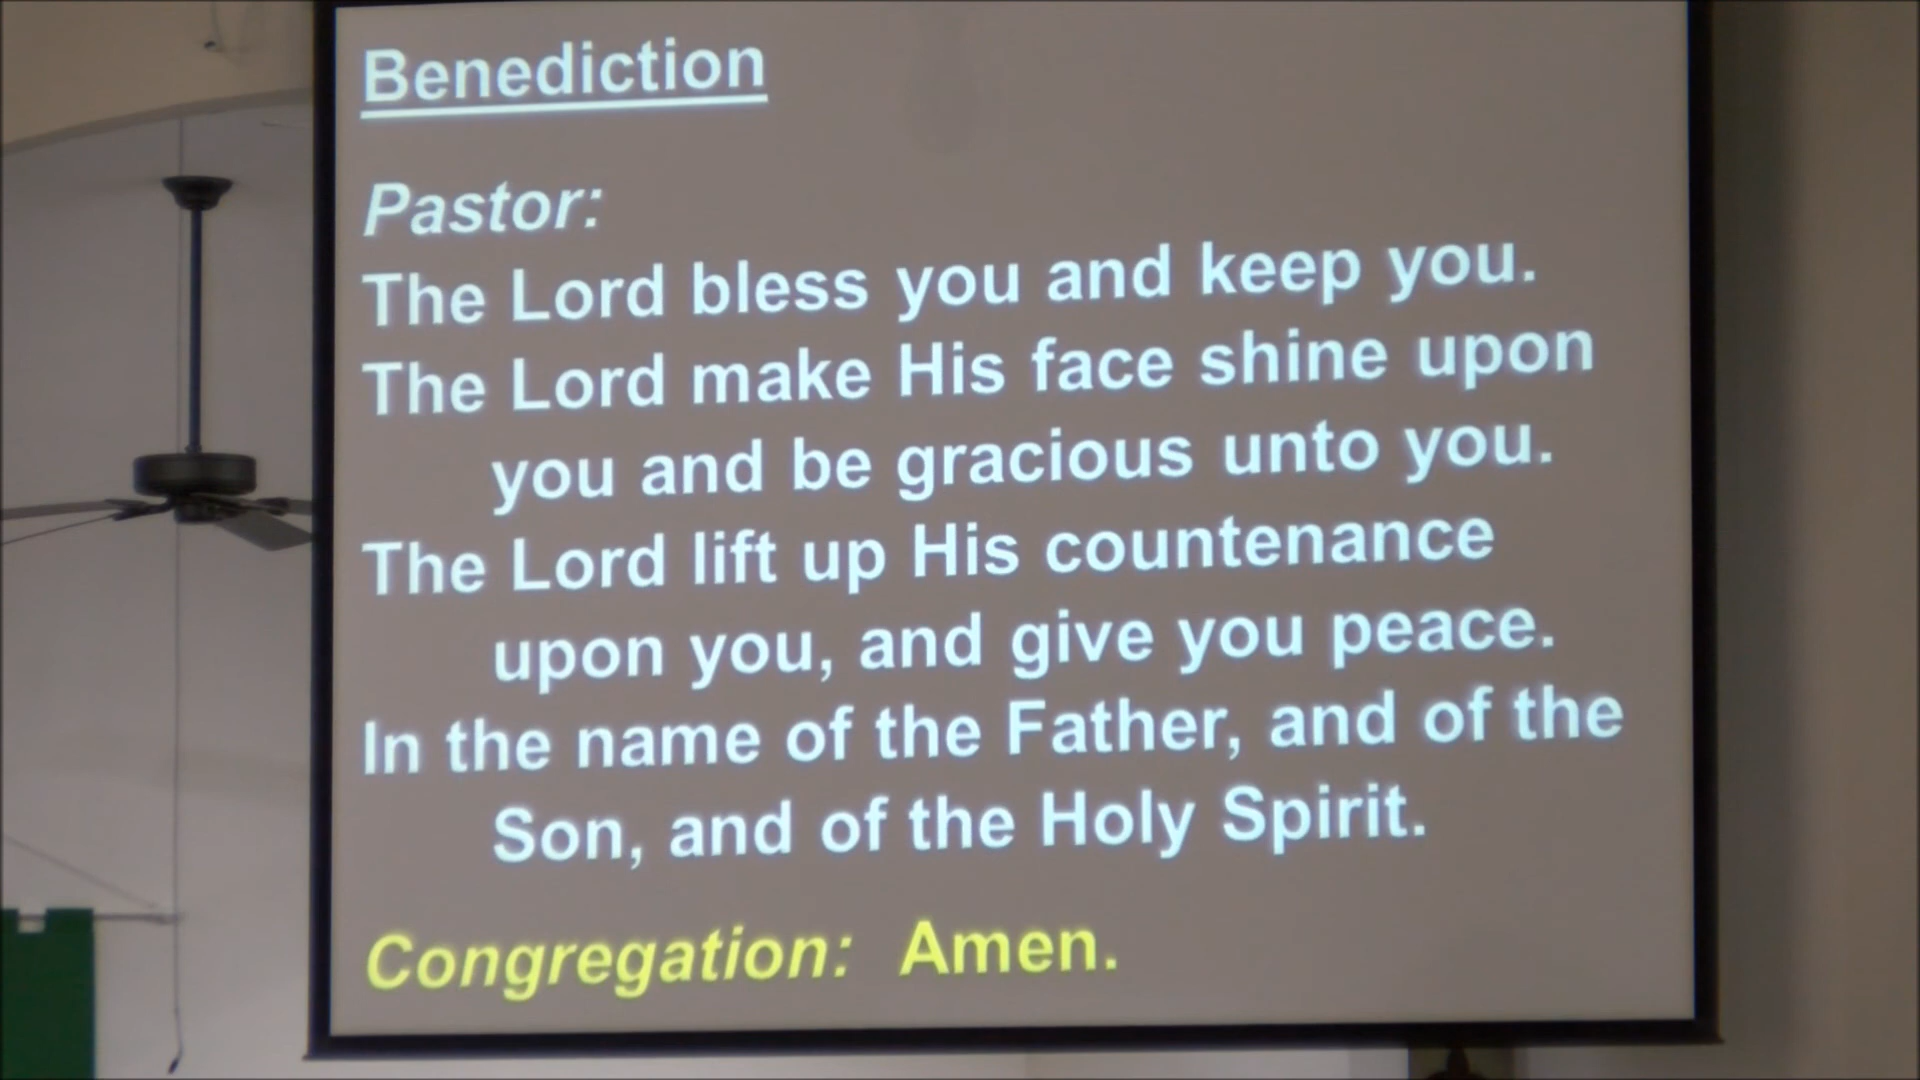 Benediction
Pastor:
The Lord bless you and keep you.
The Lord make His face shine upon
you and be gracious unto you.
The Lord lift up His countenance
upon you, and give you peace.
In the name of the Father, and of the
Son, and of the Holy Spirit.
Congregation: Amen.